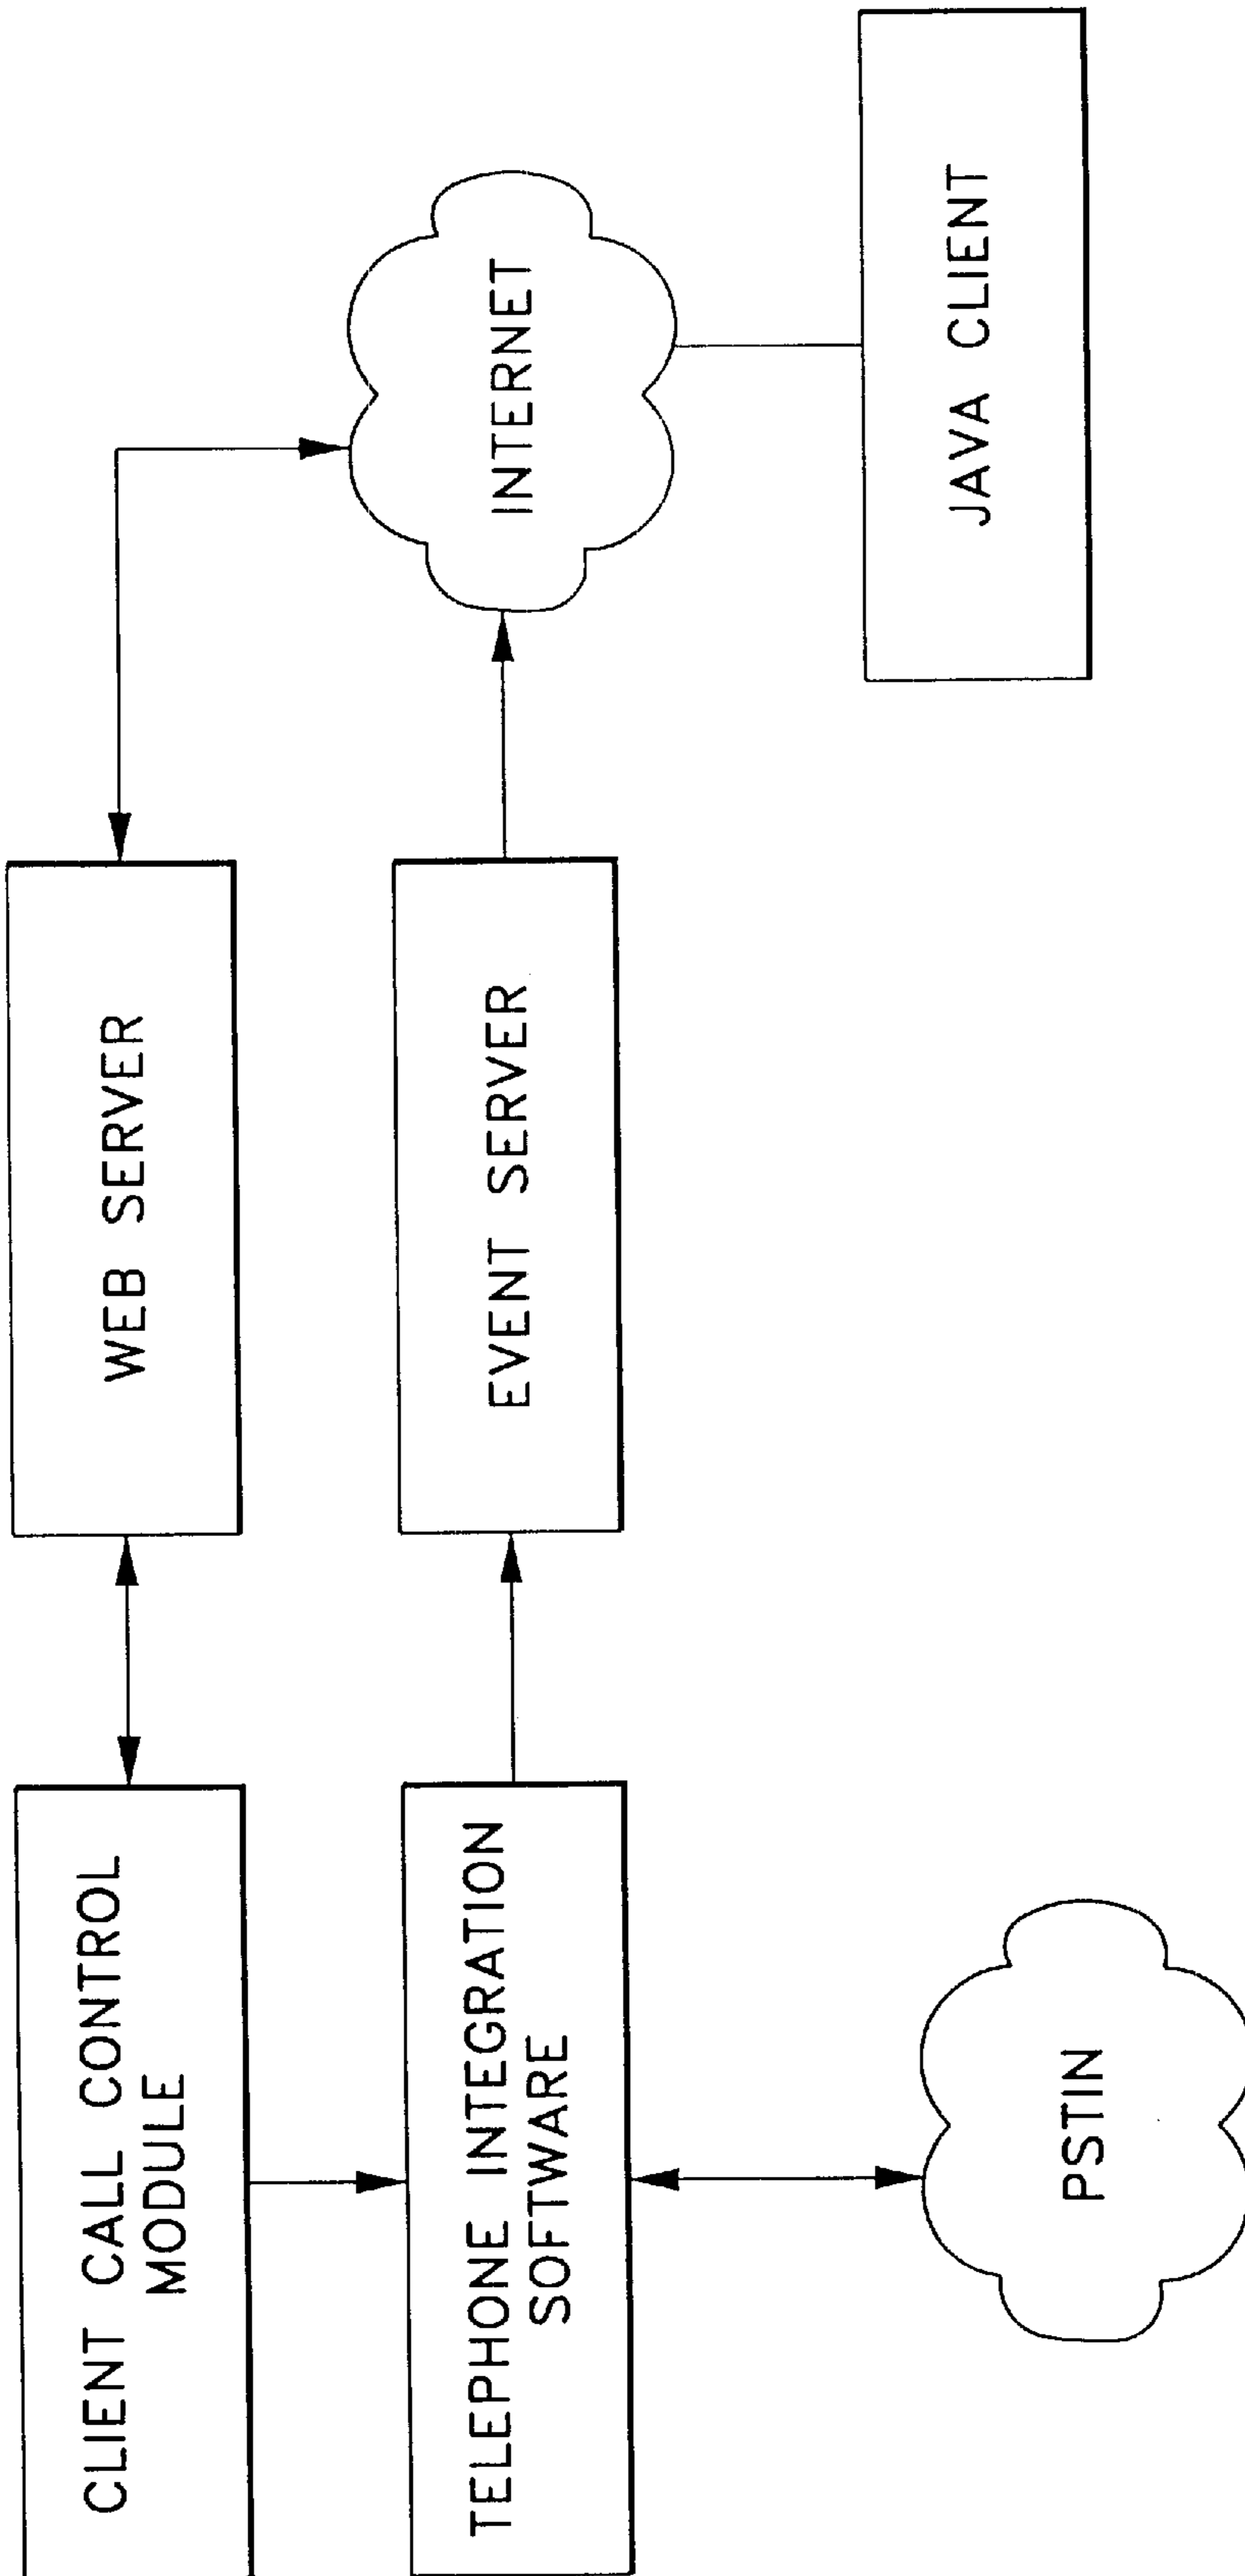 CLIENT CALL CONTROL
MODULE
WEB SERVER
TELEPHONE INTEGRATION
SOFTWARE
EVENT SERVER
INTERNET
PSTIN
JAVA CLIENT